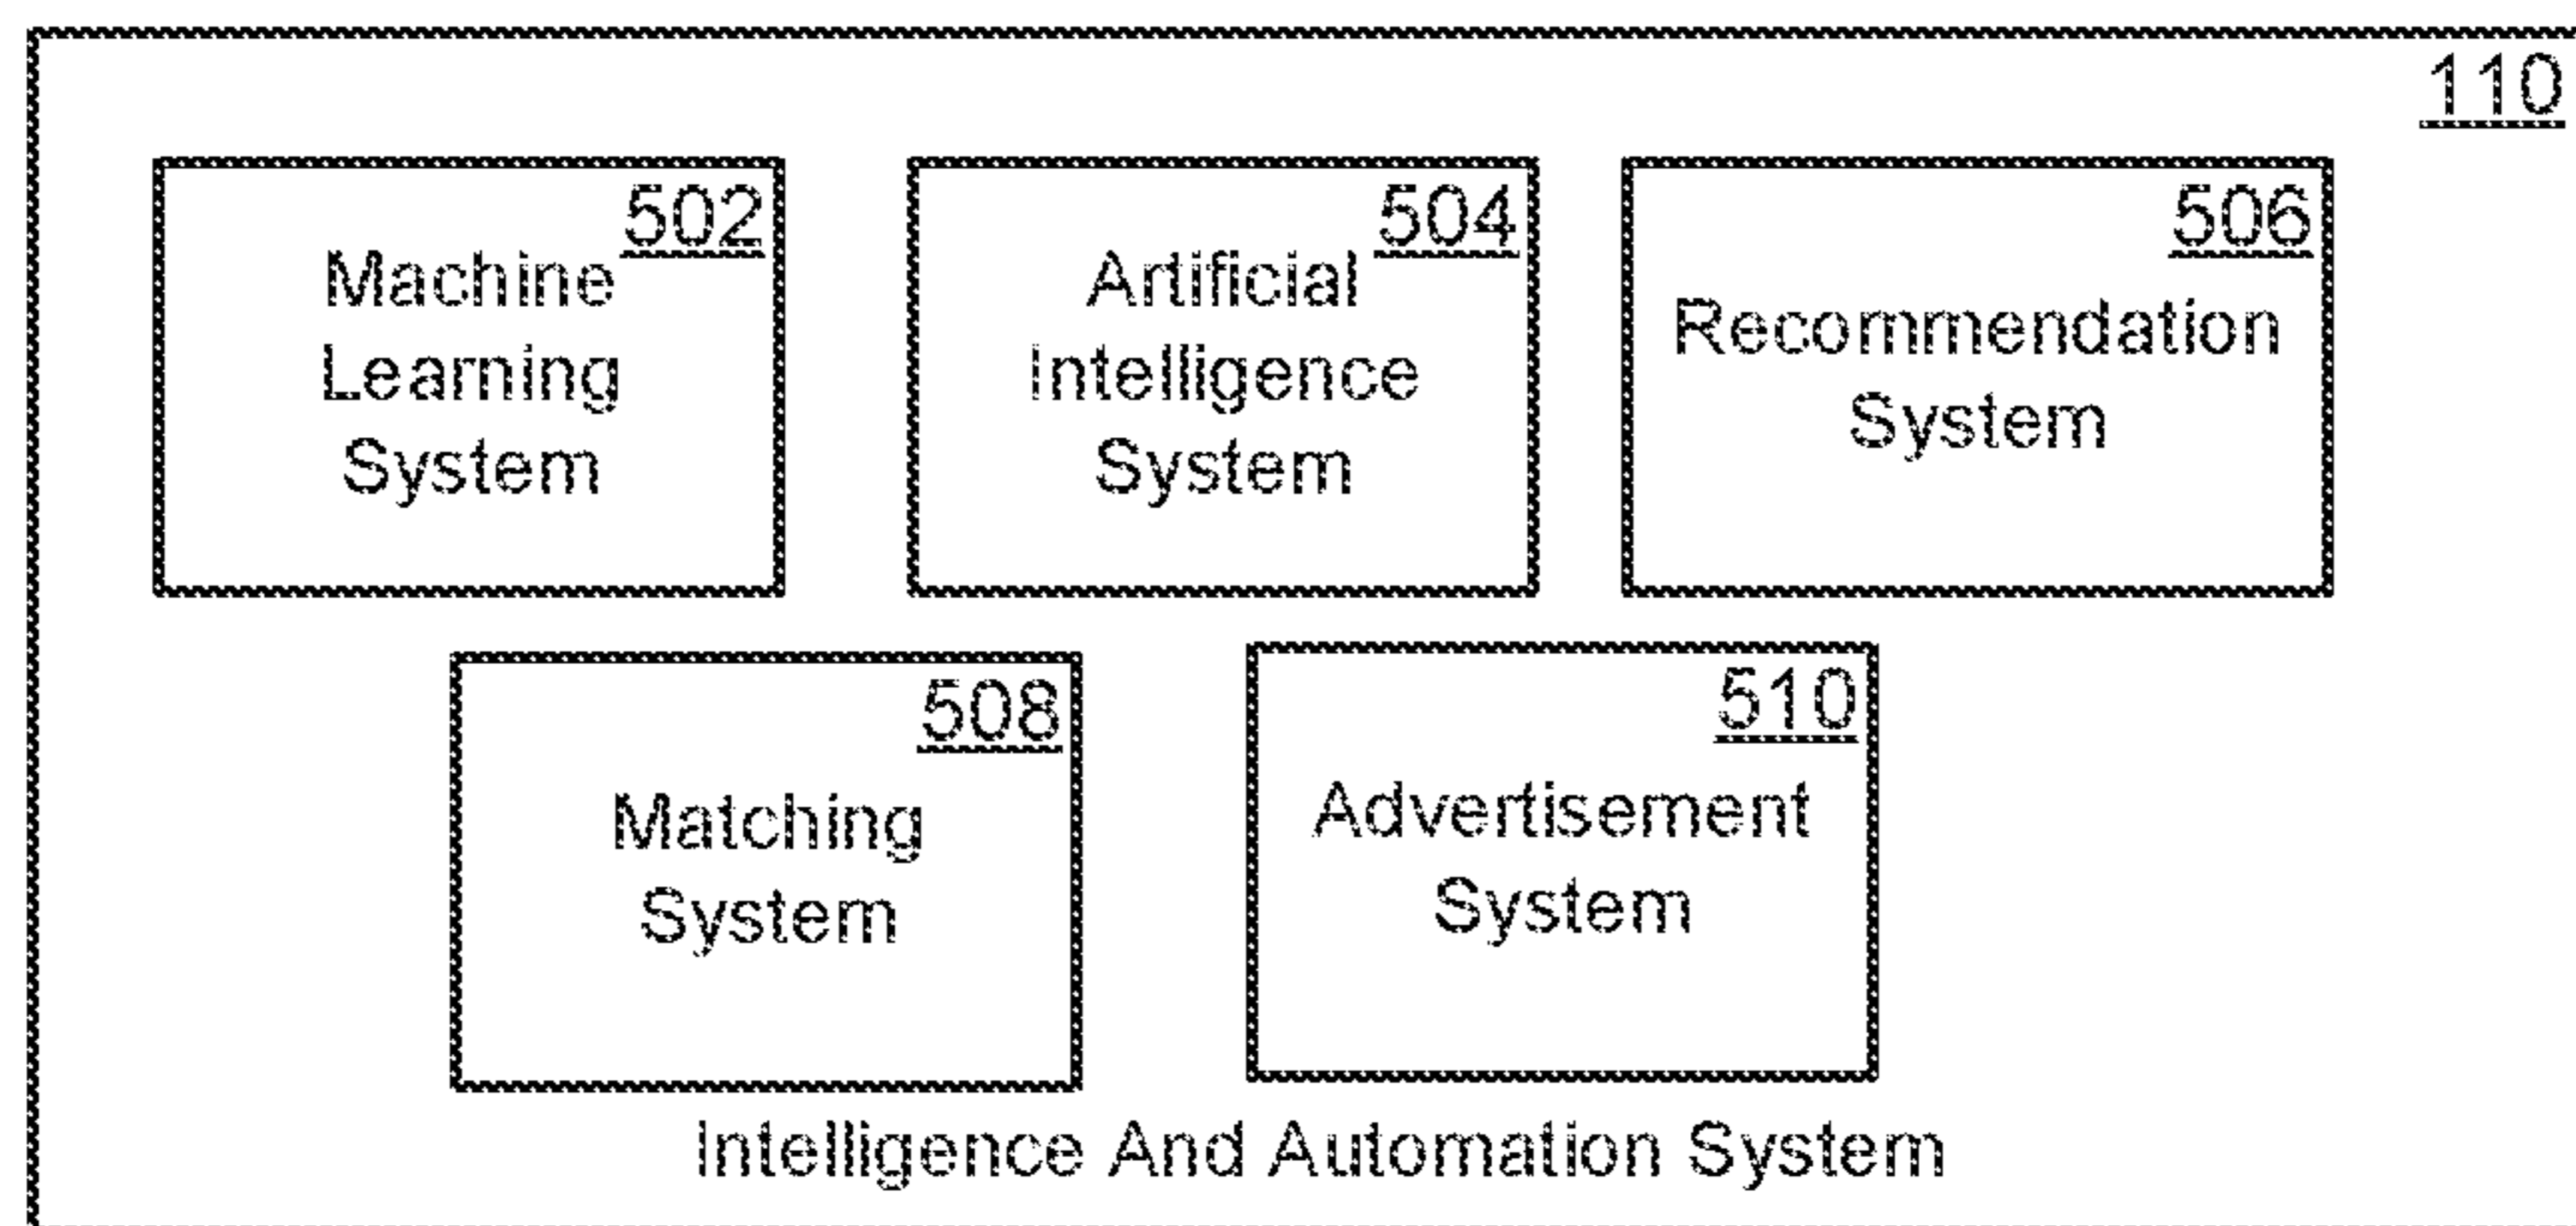 110
502
Machine
Learning
System
504
Artificial
Intelligence
System
506
Recommendation
System
508
Matching
System
510
Advertisement
System
Intelligence And Automation System